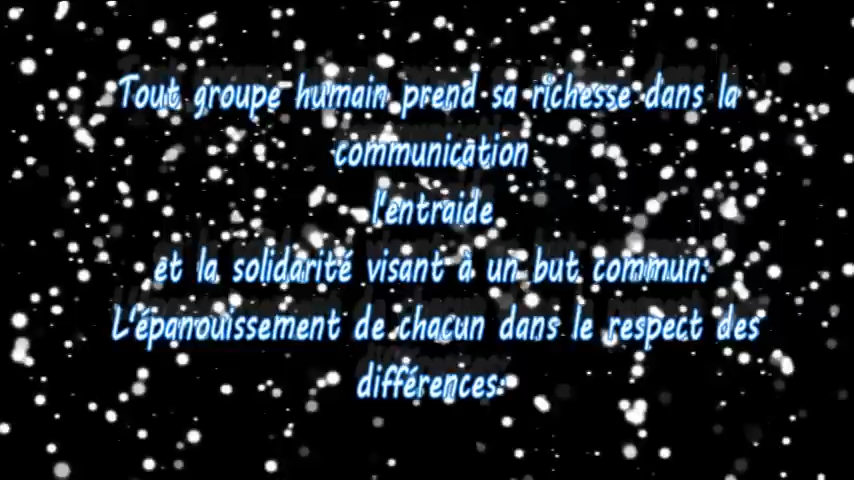 Tout groupe humain prend sa richesse dans la
communication
l'entraide
et la solidarité visant à un but commun:
L'épanouissement de chacun dans le respect des
différences: